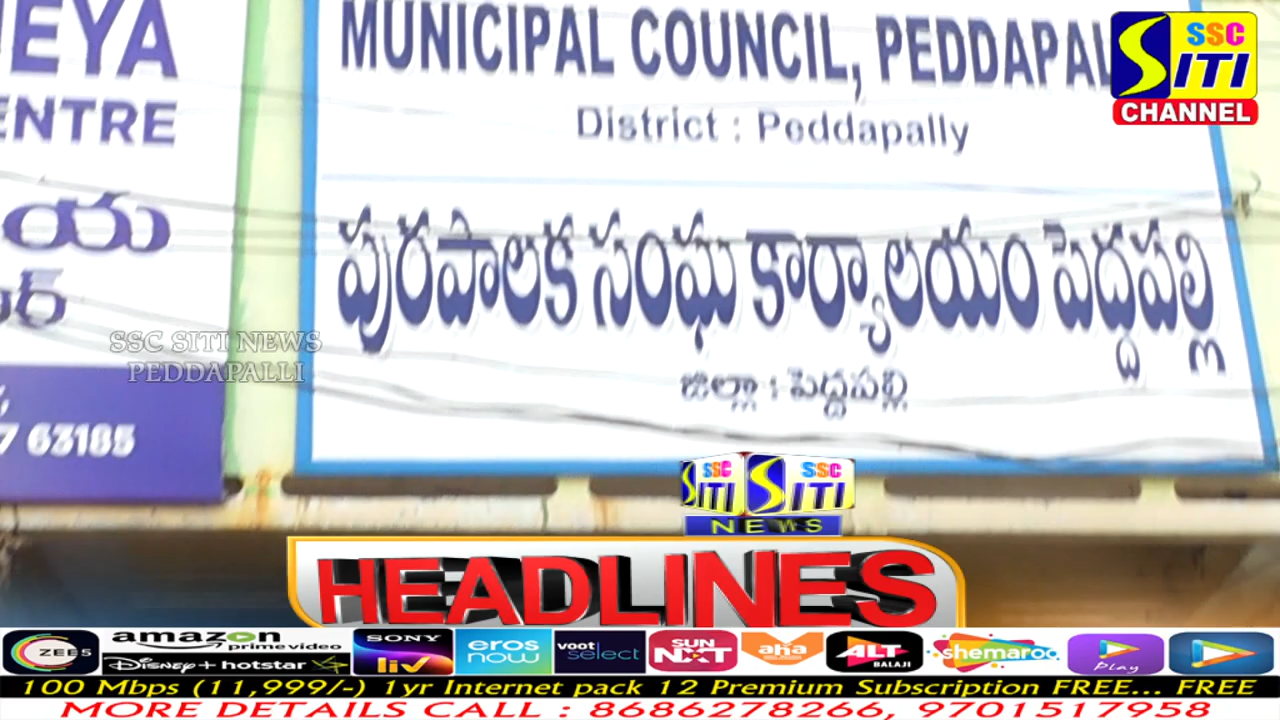 MUNICIPAL COUNCIL, PEDDAPAL
District : Peddapally
పురపాలక సంఘ కార్యాలయం పెద్దపల్లి
జిల్లా : పెద్దపల్లి
EYA
ENTRE
య
ర్
7 63185
SSC SITI NEWS
PEDDAPALLI
SSC
SITI
CHANNEL
SSC SITI SSC SITI
NEWS
HEADLINES
ZEE5 amazon prime video Disney+ hotstar SONY liv eros now voot select SUN NXT aha ALT BALAJI shemaroo Play
100 Mbps (11,999/-) 1yr Internet pack 12 Premium Subscription FREE... FREE
MORE DETAILS CALL : 8686278266, 9701517958